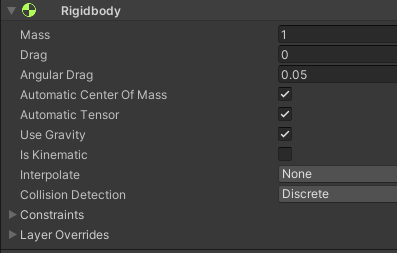 Rigidbody
Mass 1
Drag 0
Angular Drag 0.05
Automatic Center Of Mass
Automatic Tensor
Use Gravity
Is Kinematic
Interpolate None
Collision Detection Discrete
Constraints
Layer Overrides